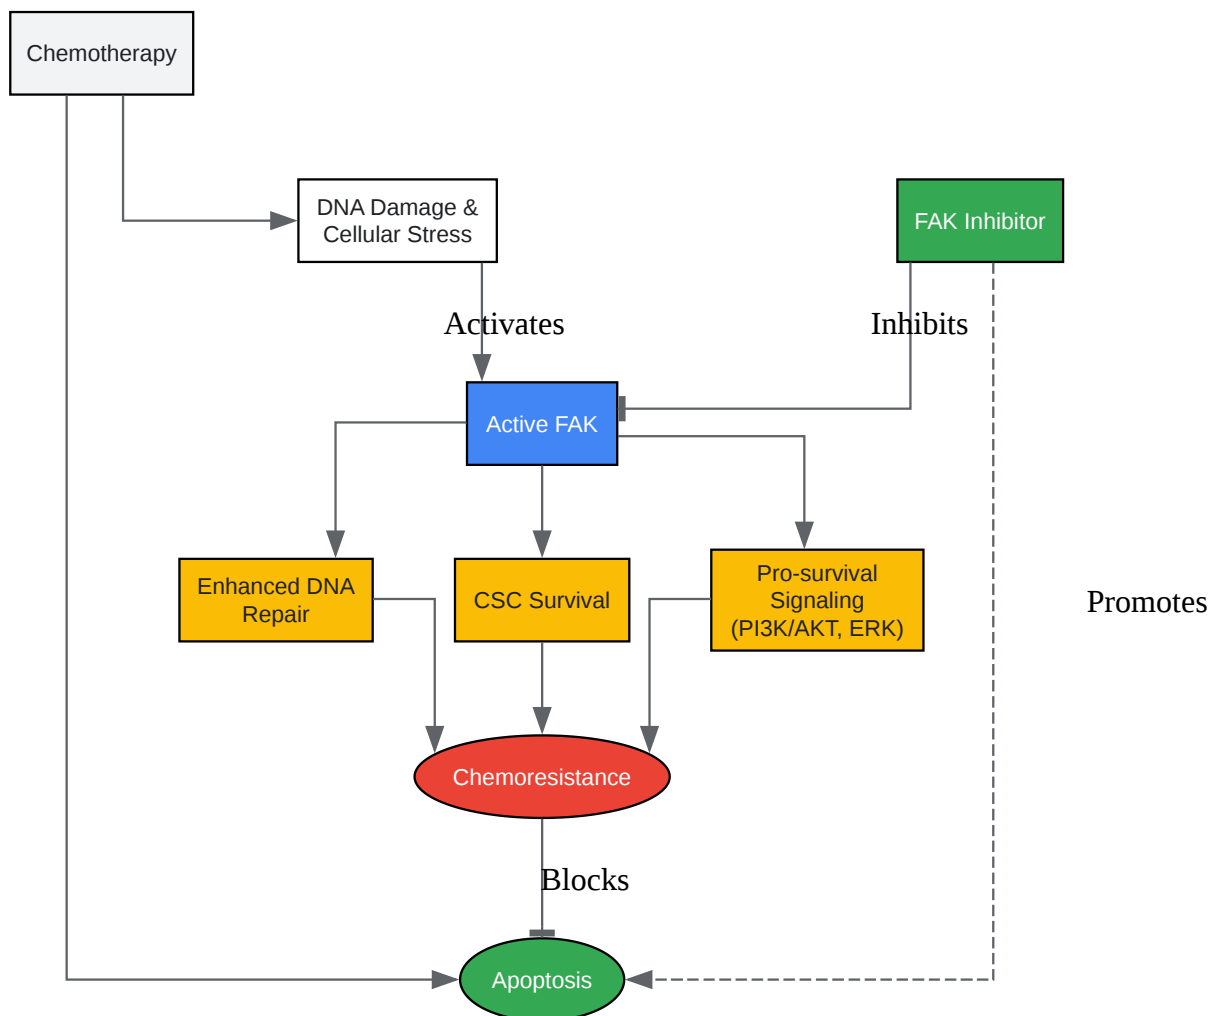 Chemotherapy
DNA Damage &
Cellular Stress
FAK Inhibitor
Activates
Inhibits
Active FAK
Enhanced DNA
Repair
CSC Survival
Pro-survival
Signaling
(PI3K/AKT, ERK)
Promotes
Chemoresistance
Blocks
Apoptosis